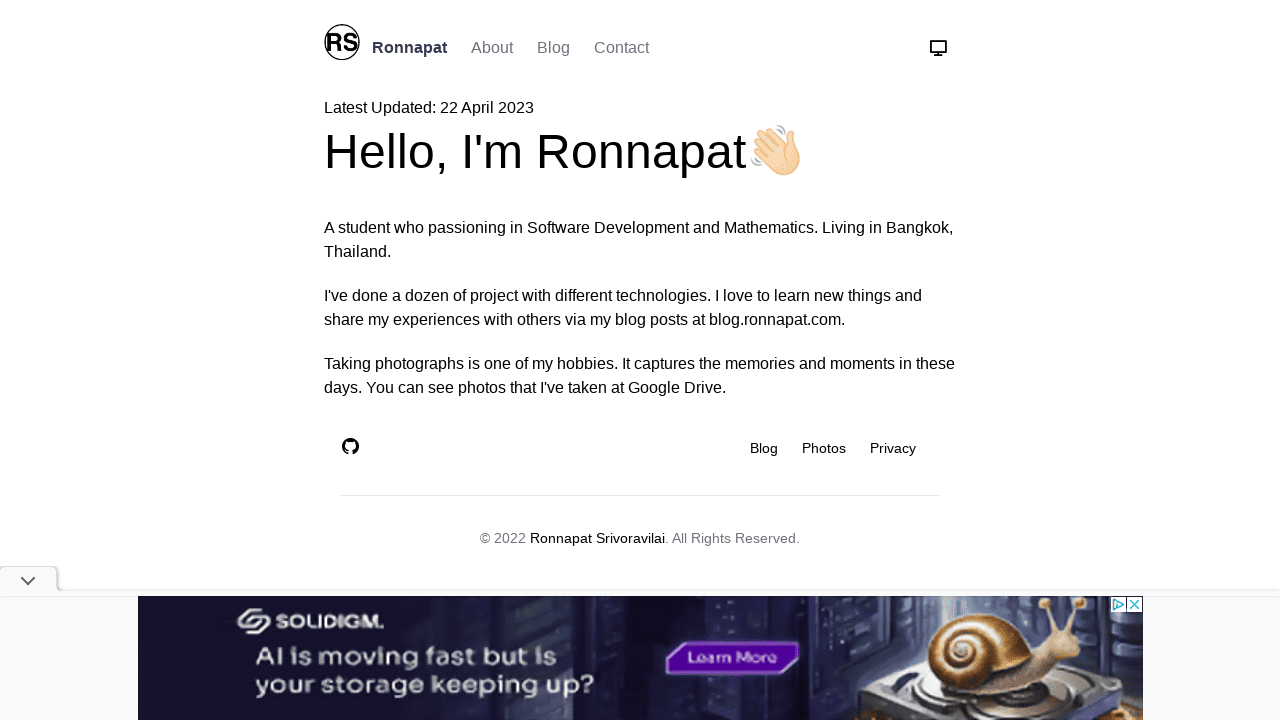 RS Ronnapat About Blog Contact
Latest Updated: 22 April 2023
Hello, I'm Ronnapat👋🏻
A student who passioning in Software Development and Mathematics. Living in Bangkok,
Thailand.
I've done a dozen of project with different technologies. I love to learn new things and
share my experiences with others via my blog posts at blog.ronnapat.com.
Taking photographs is one of my hobbies. It captures the memories and moments in these
days. You can see photos that I've taken at Google Drive.
Blog Photos Privacy
© 2022 Ronnapat Srivoravilai. All Rights Reserved.
SOLIDIGM.
AI is moving fast but is
your storage keeping up?
Learn More